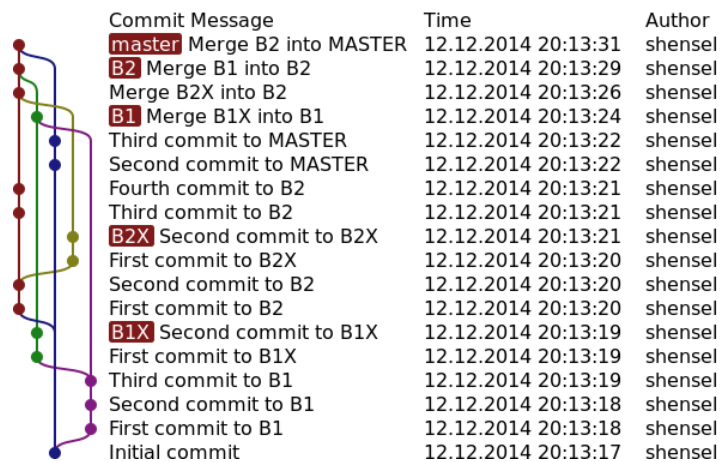 Commit Message Time Author
master Merge B2 into MASTER 12.12.2014 20:13:31 shensel
B2 Merge B1 into B2 12.12.2014 20:13:29 shensel
Merge B2X into B2 12.12.2014 20:13:26 shensel
B1 Merge B1X into B1 12.12.2014 20:13:24 shensel
Third commit to MASTER 12.12.2014 20:13:22 shensel
Second commit to MASTER 12.12.2014 20:13:22 shensel
Fourth commit to B2 12.12.2014 20:13:21 shensel
Third commit to B2 12.12.2014 20:13:21 shensel
B2X Second commit to B2X 12.12.2014 20:13:21 shensel
First commit to B2X 12.12.2014 20:13:20 shensel
Second commit to B2 12.12.2014 20:13:20 shensel
First commit to B2 12.12.2014 20:13:20 shensel
B1X Second commit to B1X 12.12.2014 20:13:19 shensel
First commit to B1X 12.12.2014 20:13:19 shensel
Third commit to B1 12.12.2014 20:13:19 shensel
Second commit to B1 12.12.2014 20:13:18 shensel
First commit to B1 12.12.2014 20:13:18 shensel
Initial commit 12.12.2014 20:13:17 shensel